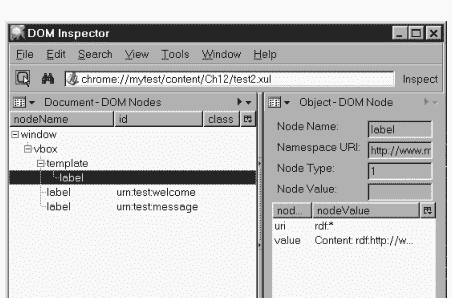 DOM Inspector
File Edit Search View Tools Window Help
chrome://mytest/content/Ch12/test2.xul Inspect
Document - DOM Nodes
Object - DOM Node
nodeName id class
window
vbox
template
label
label urn:test:welcome
label urn:test:message
Node Name: label
Namespace URI: http://www.m
Node Type: 1
Node Value:
nod... nodeValue
uri rdf:*
value Content: rdf:http://w...